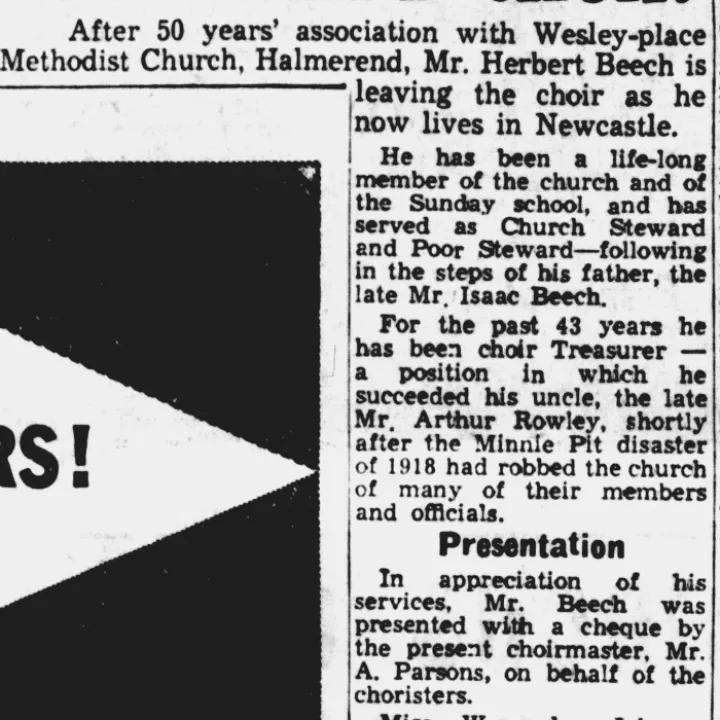 After 50 years' association with Wesley-place
Methodist Church, Halmerend, Mr. Herbert Beech is
leaving the choir as he
now lives in Newcastle.
He has been a life-long
member of the church and of
the Sunday school, and has
served as Church Steward
and Poor Steward—following
in the steps of his father, the
late Mr. Isaac Beech.
For the past 43 years he
has been choir Treasurer —
a position in which he
succeeded his uncle, the late
Mr. Arthur Rowley, shortly
after the Minnie Pit disaster
of 1918 had robbed the church
of many of their members
and officials.
Presentation
In appreciation of his
services, Mr. Beech was
presented with a cheque by
the present choirmaster, Mr.
A. Parsons, on behalf of the
choristers.
RS!